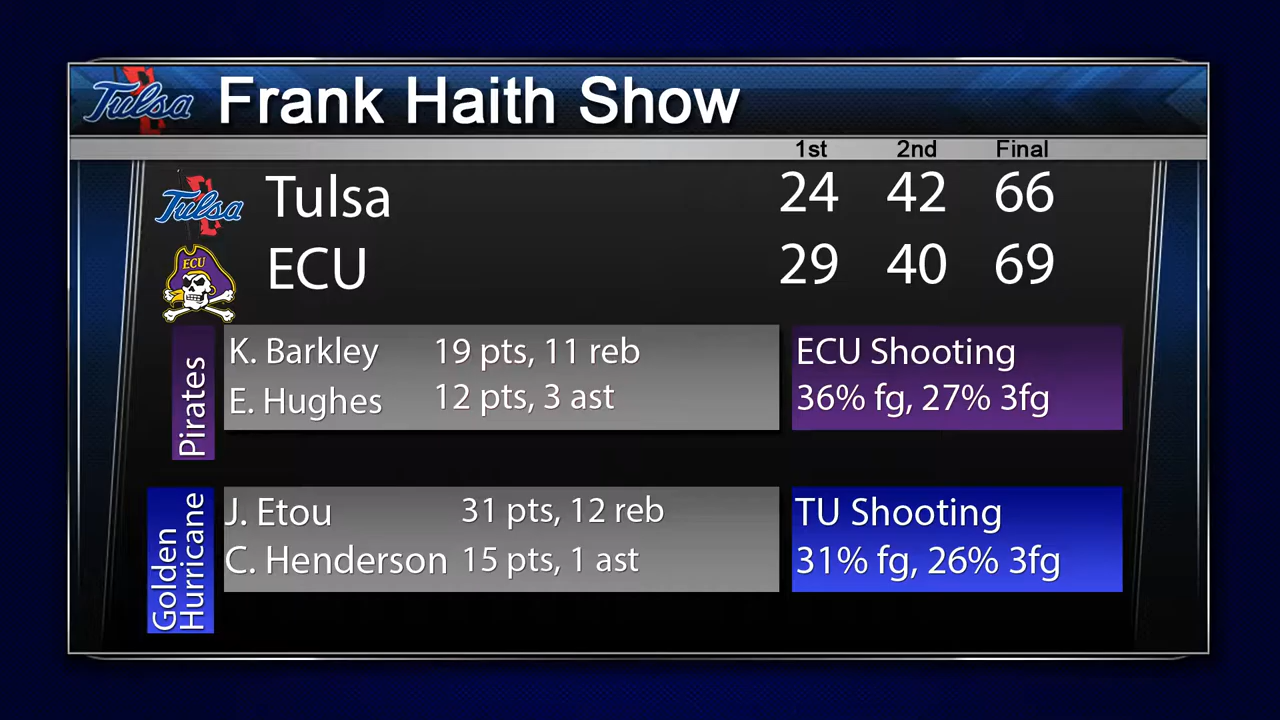 Tulsa Frank Haith Show
1st 2nd Final
Tulsa Tulsa 24 42 66
ECU ECU 29 40 69
Pirates
K. Barkley 19 pts, 11 reb
E. Hughes 12 pts, 3 ast
ECU Shooting
36% fg, 27% 3fg
Golden
Hurricane
J. Etou 31 pts, 12 reb
C. Henderson 15 pts, 1 ast
TU Shooting
31% fg, 26% 3fg